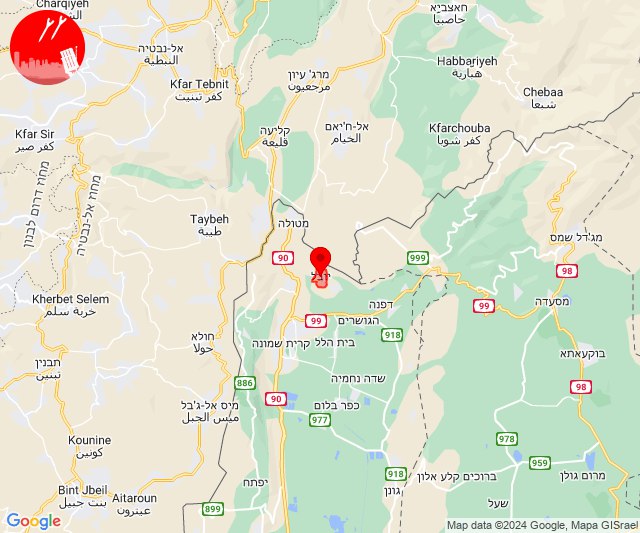 Charqiyeh
الشرقية
חאצביא
حاصبيا
אל-נבטיה
النبطية
Habbariyeh
هبارية
מרג' עיון
مرجعيون
Kfar Tebnit
كفر تبنيت
Chebaa
شبعا
Kfar Sir
كفر صير
קליעה
قليعة
אל-ח'יאם
الخيام
Kfarchouba
كفر شوبا
מחוז דרום לבנון
מחוז אל-נבטיה
Taybeh
طيبة
מטולה
מג'דל שמס
90
999
98
יובל
Kherbet Selem
خربة سلم
99
דפנה
מסעדה
99
הגושרים
918
חולא
حولا
קרית שמונה
בית הלל
בוקעאתא
תבנין
تبنين
886
שדה נחמיה
98
90
מיס אל-ג'בל
ميس الجبل
כפר בלום
977
Kounine
كونين
978
959
918
ברוכים קלע אלון
מרום גולן
Bint Jbeil
بنت جبيل
Aitaroun
عيترون
יפתח
גונן
899
שעל
Google
Map data ©2024 Google, Mapa GISrael